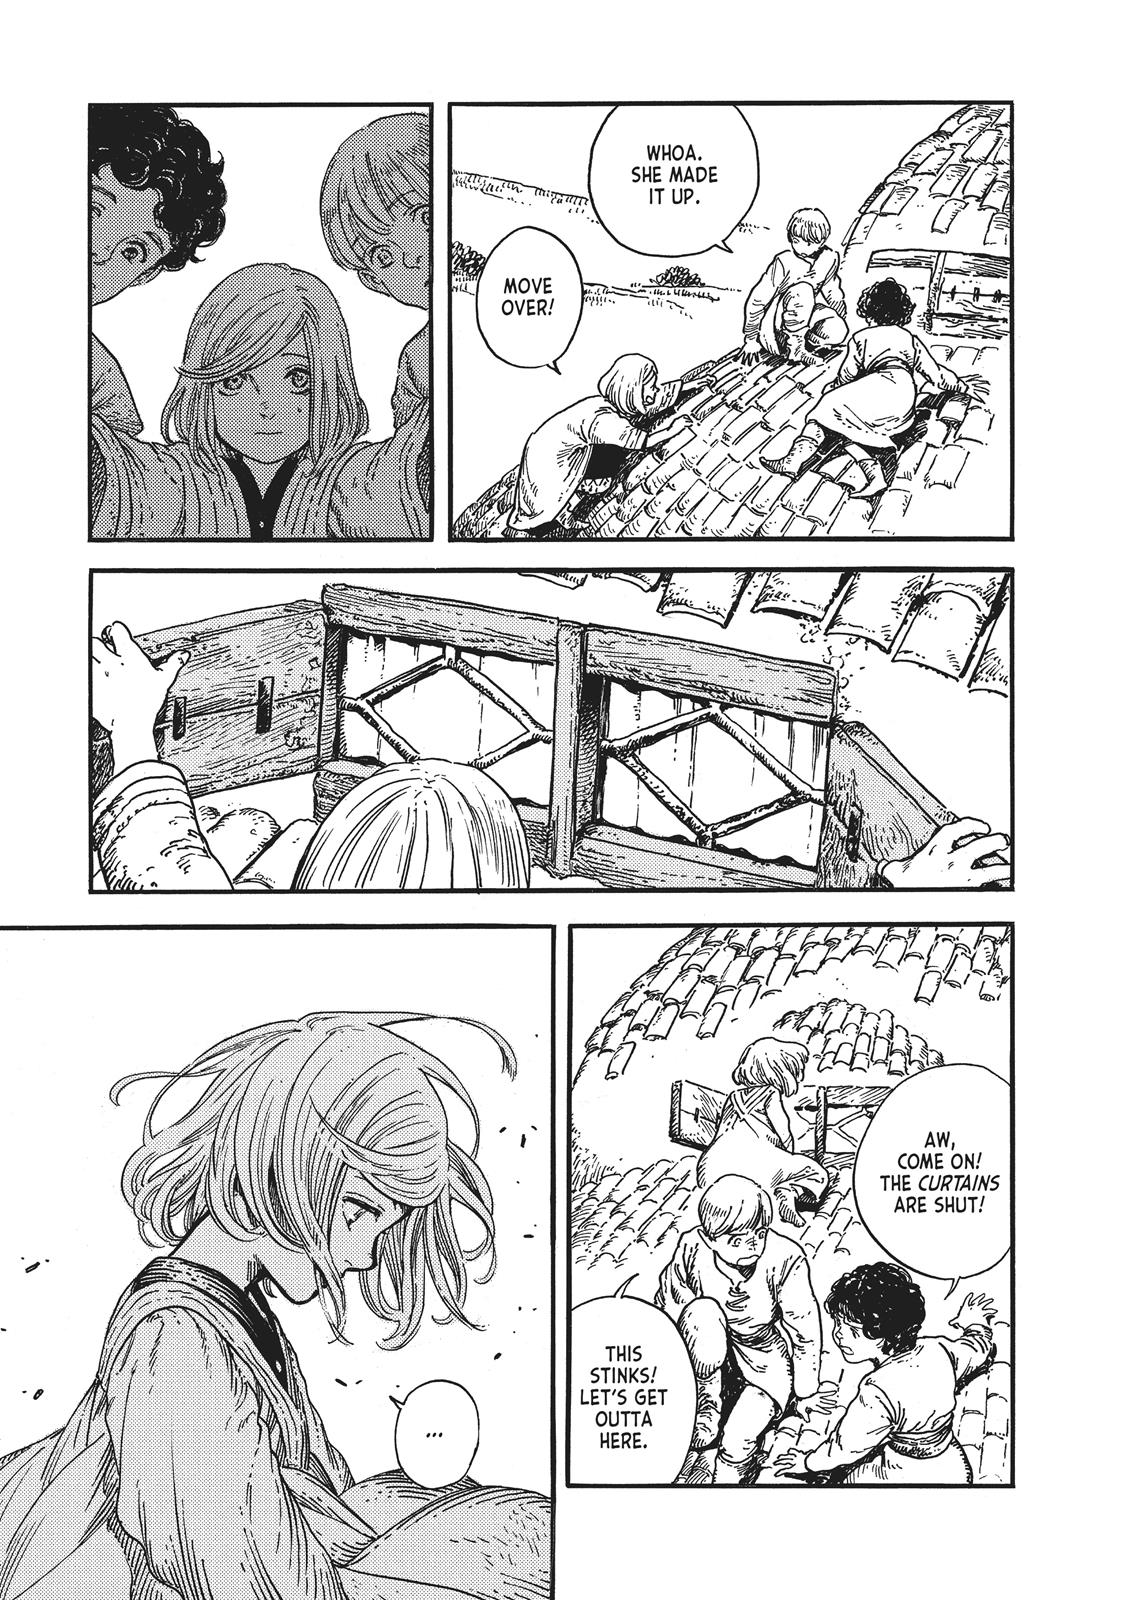 WHOA.
SHE MADE
IT UP.
MOVE
OVER!
AW,
COME ON!
THE CURTAINS
ARE SHUT!
THIS
STINKS!
LET'S GET
OUTTA
HERE.
...